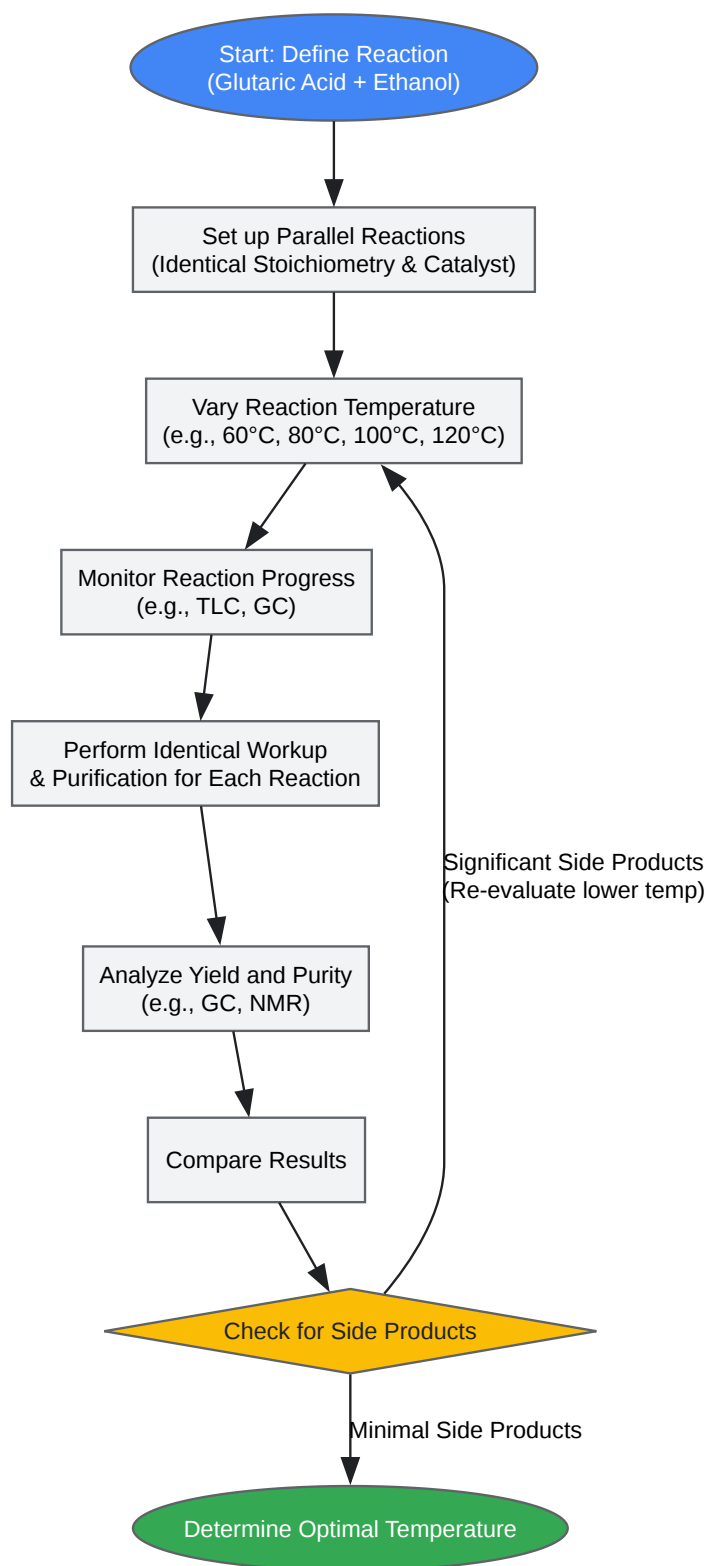 Start: Define Reaction
(Glutaric Acid + Ethanol)
Set up Parallel Reactions
(Identical Stoichiometry & Catalyst)
Vary Reaction Temperature
(e.g., 60°C, 80°C, 100°C, 120°C)
Monitor Reaction Progress
(e.g., TLC, GC)
Perform Identical Workup
& Purification for Each Reaction
Significant Side Products
(Re-evaluate lower temp)
Analyze Yield and Purity
(e.g., GC, NMR)
Compare Results
Check for Side Products
Minimal Side Products
Determine Optimal Temperature